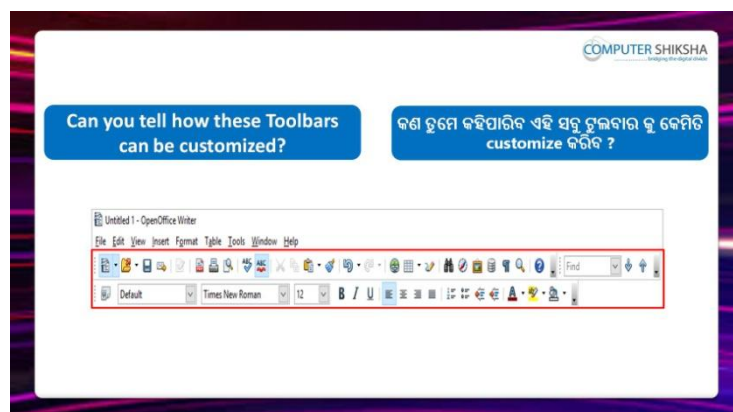 COMPUTER SHIKSHA
bridging the digital divide
Can you tell how these Toolbars
can be customized?
କଣ ତୁମେ କହିପାରିବ ଏହି ସବୁ ଟୁଲବାର କୁ କେମିତି
customize କରିବ ?
Untitled 1 - OpenOffice Writer
File Edit View Insert Format Table Tools Window Help
Find
Default Times New Roman 12 B I U A